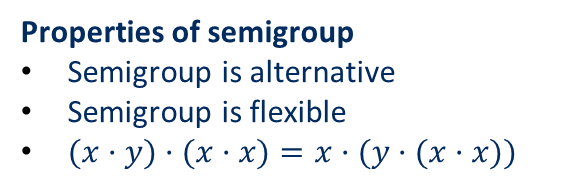 Properties of semigroup
• Semigroup is alternative
• Semigroup is flexible
• (𝑥 · 𝑦) · (𝑥 · 𝑥) = 𝑥 · (𝑦 · (𝑥 · 𝑥))